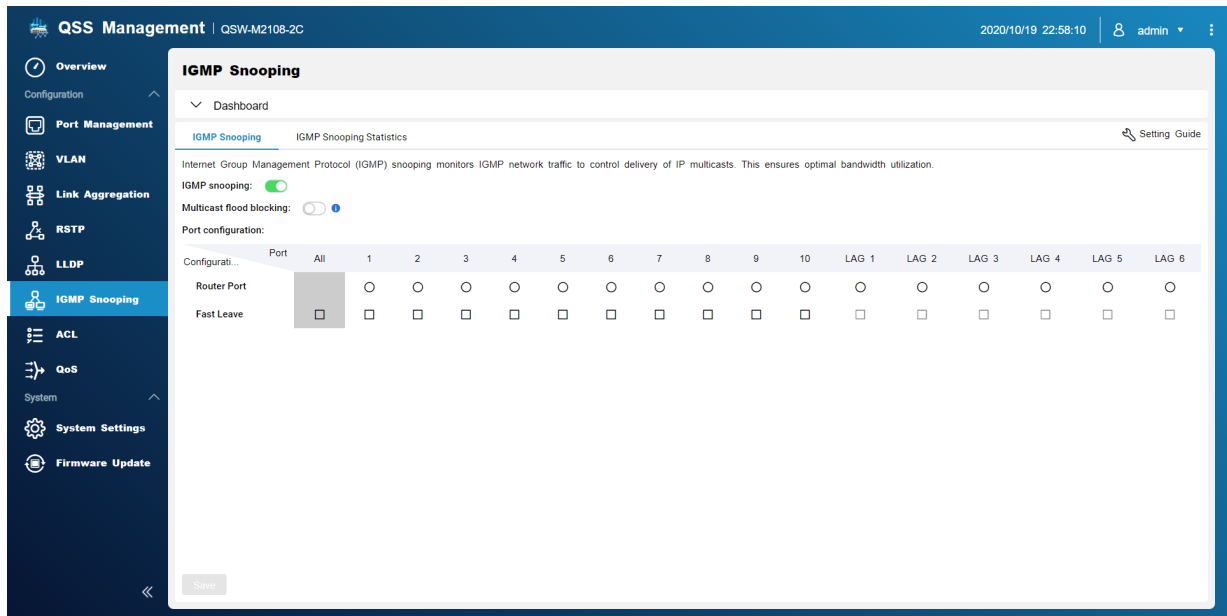 QSS Management | QSW-M2108-2C
2020/10/19 22:58:10
admin
Overview
Configuration
Port Management
VLAN
Link Aggregation
RSTP
LLDP
IGMP Snooping
ACL
QoS
System
System Settings
Firmware Update
IGMP Snooping
Dashboard
IGMP Snooping IGMP Snooping Statistics Setting Guide
Internet Group Management Protocol (IGMP) snooping monitors IGMP network traffic to control delivery of IP multicasts. This ensures optimal bandwidth utilization.
IGMP snooping:
Multicast flood blocking:
Port configuration:
Configurati... Port All 1 2 3 4 5 6 7 8 9 10 LAG 1 LAG 2 LAG 3 LAG 4 LAG 5 LAG 6
Router Port
Fast Leave
Save